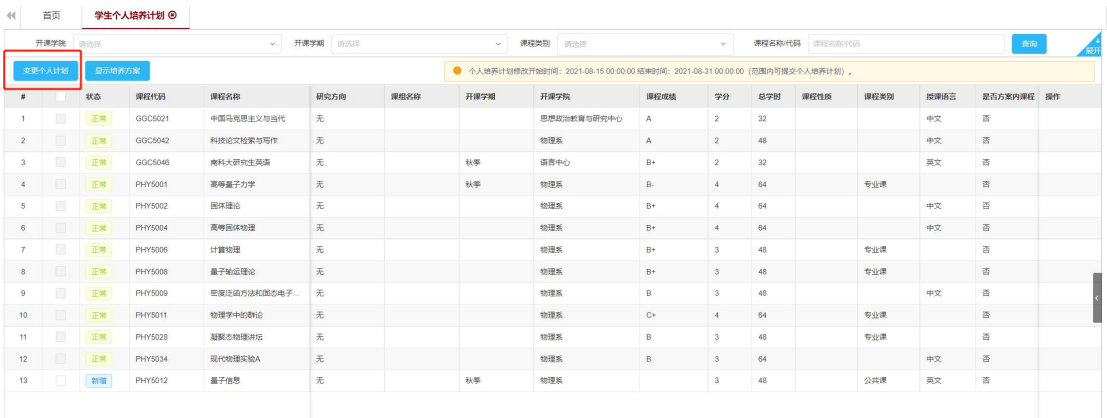 首页 学生个人培养计划
开课学院 请选择 开课学期 请选择 课程类别 请选择 课程名称/代码 课程名称/代码 查询 展开
变更个人计划 显示培养方案 个人培养计划修改开始时间：2021-08-15 00:00:00 结束时间：2021-08-31 00:00:00 (范围内可提交个人培养计划) 。
# 状态 课程代码 课程名称 研究方向 课组名称 开课学期 开课学院 课程成绩 学分 总学时 课程性质 课程类别 授课语言 是否方案内课程 操作
1 正常 GGC5021 中国马克思主义与当代 无 思想政治教育与研究中心 A 2 32 中文 否
2 正常 GGC5042 科技论文检索与写作 无 物理系 A 2 48 中文 否
3 正常 GGC5046 南科大研究生英语 无 秋季 语言中心 B+ 2 32 英文 否
4 正常 PHY5001 高等量子力学 无 秋季 物理系 B- 4 64 专业课 否
5 正常 PHY5002 固体理论 无 物理系 B+ 4 64 中文 否
6 正常 PHY5004 高等固体物理 无 物理系 B+ 4 64 中文 否
7 正常 PHY5006 计算物理 无 物理系 B+ 3 48 专业课 否
8 正常 PHY5008 量子输运理论 无 物理系 B+ 3 48 专业课 否
9 正常 PHY5009 密度泛函方法和固态电子... 无 物理系 B 3 48 中文 否
10 正常 PHY5011 物理学中的群论 无 物理系 C+ 4 64 专业课 否
11 正常 PHY5028 凝聚态物理讲坛 无 物理系 B 3 48 专业课 否
12 正常 PHY5034 现代物理实验A 无 物理系 B 3 64 中文 否
13 新增 PHY5012 量子信息 无 秋季 物理系 3 48 公共课 英文 否